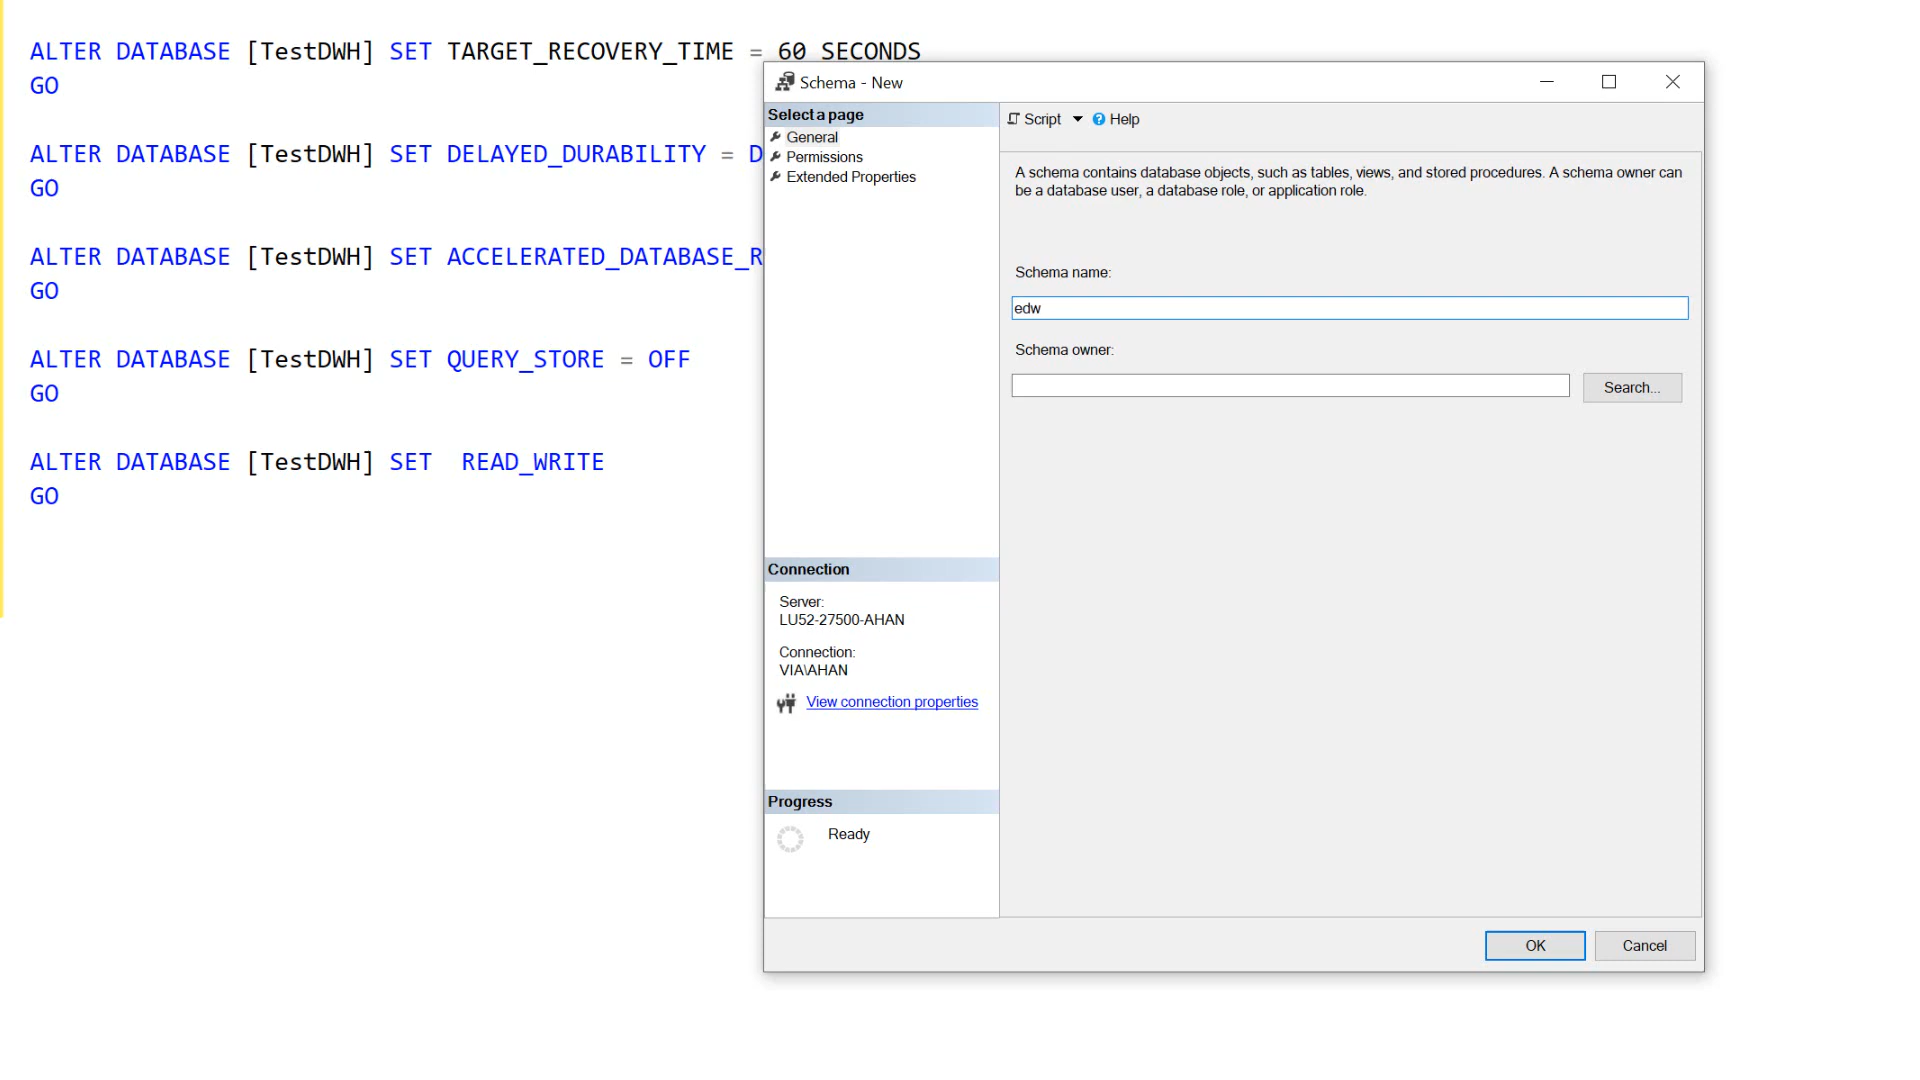 ALTER DATABASE [TestDWH] SET TARGET_RECOVERY_TIME = 60 SECONDS
GO
ALTER DATABASE [TestDWH] SET DELAYED_DURABILITY = D
GO
ALTER DATABASE [TestDWH] SET ACCELERATED_DATABASE_R
GO
ALTER DATABASE [TestDWH] SET QUERY_STORE = OFF
GO
ALTER DATABASE [TestDWH] SET  READ_WRITE
GO
Schema - New
Select a page
General
Permissions
Extended Properties
Connection
Server:
LU52-27500-AHAN
Connection:
VIA\AHAN
View connection properties
Progress
Ready
Script
Help
A schema contains database objects, such as tables, views, and stored procedures. A schema owner can
be a database user, a database role, or application role.
Schema name:
edw
Schema owner:
Search...
OK
Cancel